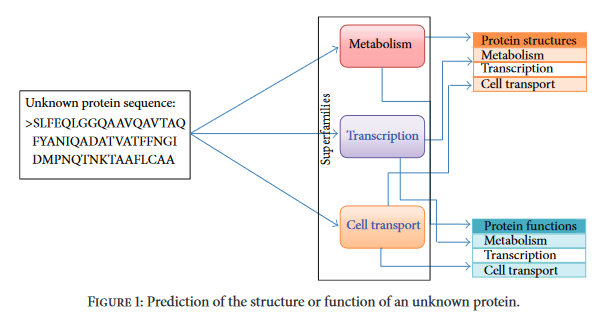 Unknown protein sequence:
>SLFEQLGGQAAVQAVTAQ
FYANIQADATVATFFNGI
DMPNQTNKTAAFLCAA
Superfamilies
Metabolism
Transcription
Cell transport
Protein structures
Metabolism
Transcription
Cell transport
Protein functions
Metabolism
Transcription
Cell transport
FIGURE 1: Prediction of the structure or function of an unknown protein.